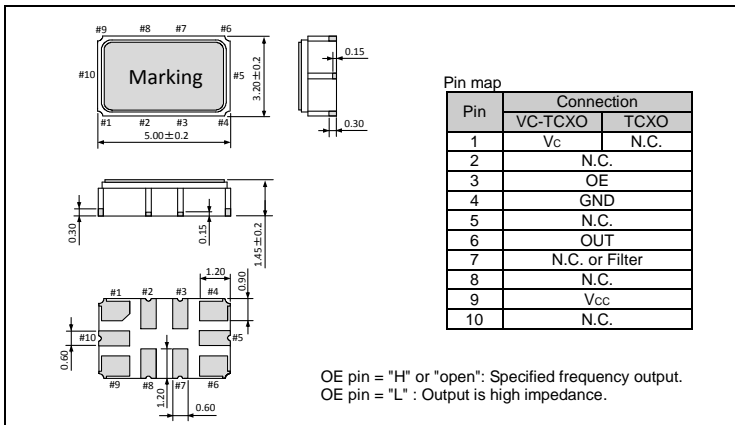 #9 #8 #7 #6
#10 Marking #5
#1 #2 #3 #4
5.00±0.2
3.20±0.2
0.15
0.30
0.30
0.15
1.45±0.2
1.20
0.90
#1 #2 #3 #4
#10 #5
0.60
#9 #8 #7 #6
1.20
0.60
Pin map
Pin Connection
VC-TCXO TCXO
1 Vc N.C.
2 N.C.
3 OE
4 GND
5 N.C.
6 OUT
7 N.C. or Filter
8 N.C.
9 Vcc
10 N.C.
OE pin = "H" or "open": Specified frequency output.
OE pin = "L" : Output is high impedance.